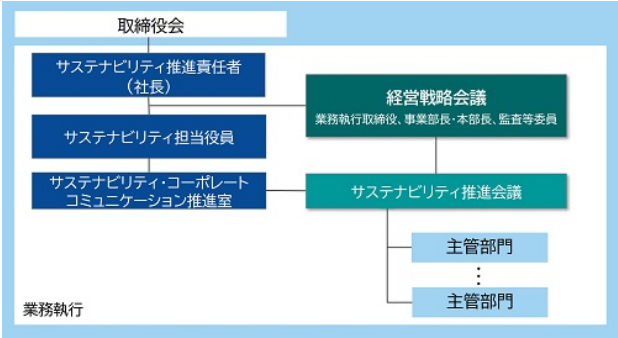 取締役会
サステナビリティ推進責任者
（社長）
経営戦略会議
業務執行取締役、事業部長・本部長、監査等委員
サステナビリティ担当役員
サステナビリティ・コーポレート
コミュニケーション推進室
サステナビリティ推進会議
主管部門
⋮
主管部門
業務執行